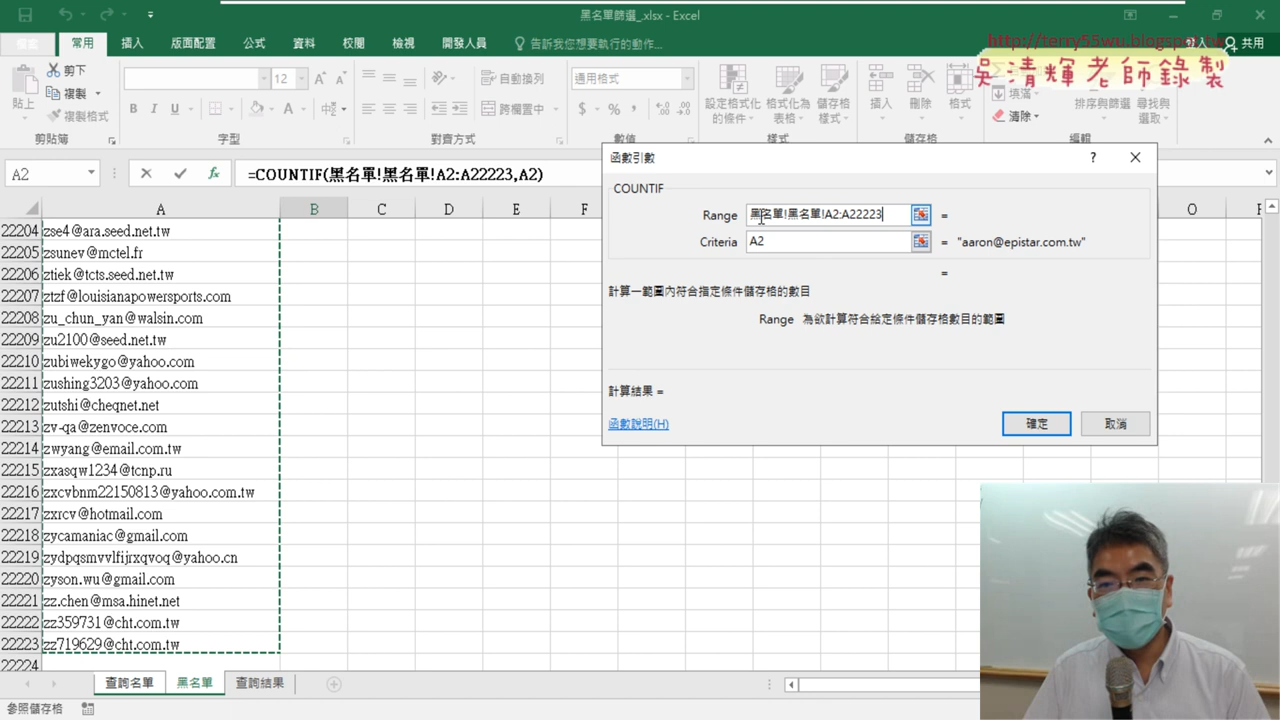 黑名單篩選_.xlsx - Excel
常用
插入
版面配置
公式
資料
校閱
檢視
開發人員
告訴我您想要執行的動作...
共用
http://terry55wu.blogspot.tw
吳清輝老師錄製
貼上
剪下
複製
複製格式
剪貼簿
12
B I U
A
字型
自動換列
跨欄置中
對齊方式
通用格式
$ % ,
數值
設定格式化的條件
格式化為表格
儲存格樣式
樣式
插入
刪除
格式
儲存格
填滿
清除
排序與篩選
尋找與選取
編輯
A2
fx
=COUNTIF(黑名單!黑名單!A2:A22223,A2)
A B C D E F O
22204 zse4@ara.seed.net.tw
22205 zsunev@mctel.fr
22206 ztiek@tcts.seed.net.tw
22207 ztzf@louisianapowersports.com
22208 zu_chun_yan@walsin.com
22209 zu2100@seed.net.tw
22210 zubiwekygo@yahoo.com
22211 zushing3203@yahoo.com
22212 zutshi@cheqnet.net
22213 zv-qa@zenvoce.com
22214 zwyang@email.com.tw
22215 zxasqw1234@tcnp.ru
22216 zxcvbnm22150813@yahoo.com.tw
22217 zxrcv@hotmail.com
22218 zycamaniac@gmail.com
22219 zydpqsmvvlfijrxqvoq@yahoo.cn
22220 zyson.wu@gmail.com
22221 zz.chen@msa.hinet.net
22222 zz359731@cht.com.tw
22223 zz719629@cht.com.tw
22224
函數引數
?
COUNTIF
Range 黑名單!黑名單!A2:A22223 =
Criteria A2 = "aaron@epistar.com.tw"
=
計算一範圍內符合指定條件儲存格的數目
Range 為欲計算符合給定條件儲存格數目的範圍
計算結果 =
函數說明(H)
確定
取消
查詢名單
黑名單
查詢結果
參照儲存格